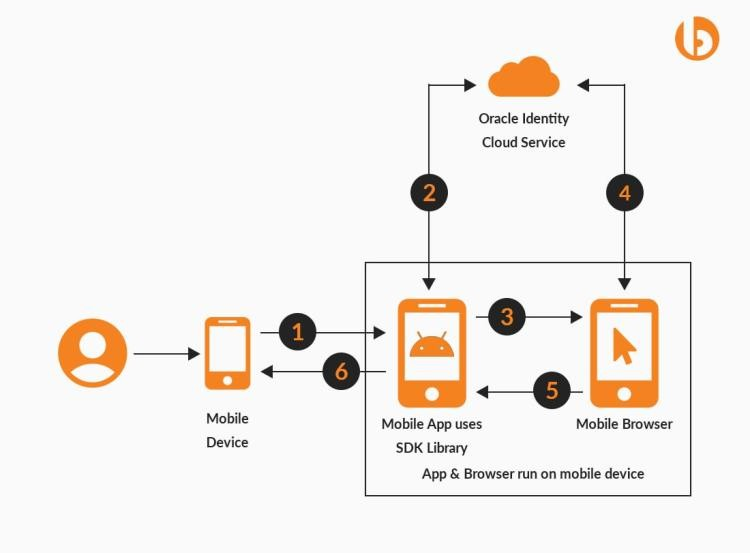 b
Oracle Identity
Cloud Service
2
4
1
3
6
5
Mobile
Device
Mobile App uses
SDK Library
Mobile Browser
App & Browser run on mobile device